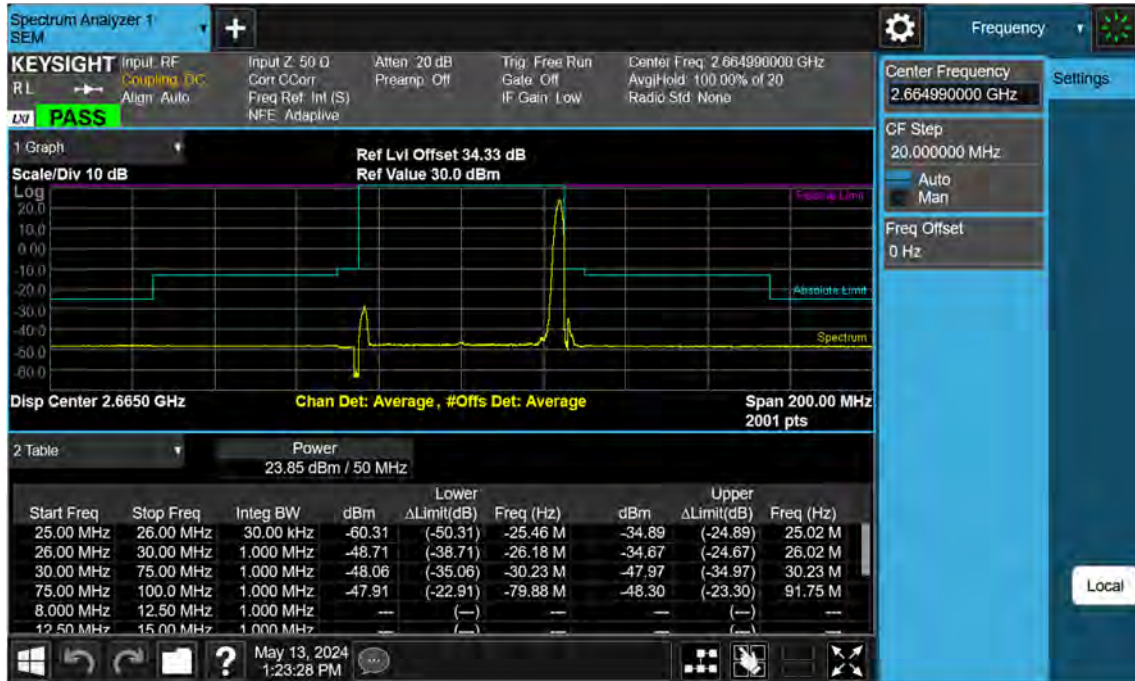 Spectrum Analyzer 1
SEM
+
Frequency
KEYSIGHT
RL
LXI
PASS
Input: RF
Coupling: DC
Align: Auto
Input Z: 50 Ω
Corr CCorr
Freq Ref: Int (S)
NFE: Adaptive
Atten: 20 dB
Preamp: Off
Trig: Free Run
Gate: Off
IF Gain: Low
Center Freq: 2.664990000 GHz
Avg|Hold: 100.00% of 20
Radio Std: None
Center Frequency
2.664990000 GHz
Settings
CF Step
20.000000 MHz
Auto
Man
Freq Offset
0 Hz
Local
1 Graph
Scale/Div 10 dB
Ref Lvl Offset 34.33 dB
Ref Value 30.0 dBm
Log
20.0
10.0
0.00
-10.0
-20.0
-30.0
-40.0
-50.0
-60.0
Limit
Absolute Limit
Spectrum
Disp Center 2.6650 GHz
Chan Det: Average, #Offs Det: Average
Span 200.00 MHz
2001 pts
2 Table
Power
23.85 dBm / 50 MHz
Lower Upper
Start Freq Stop Freq Integ BW dBm ΔLimit(dB) Freq (Hz) dBm ΔLimit(dB) Freq (Hz)
25.00 MHz 26.00 MHz 30.00 kHz -60.31 (-50.31) -25.46 M -34.89 (-24.89) 25.02 M
26.00 MHz 30.00 MHz 1.000 MHz -48.71 (-38.71) -26.18 M -34.67 (-24.67) 26.02 M
30.00 MHz 75.00 MHz 1.000 MHz -48.06 (-35.06) -30.23 M -47.97 (-34.97) 30.23 M
75.00 MHz 100.0 MHz 1.000 MHz -47.91 (-22.91) -79.88 M -48.30 (-23.30) 91.75 M
8.000 MHz 12.50 MHz 1.000 MHz --- (---) --- --- (---) ---
12.50 MHz 15.00 MHz 1.000 MHz --- (---) --- --- (---) ---
?
May 13, 2024
1:23:28 PM